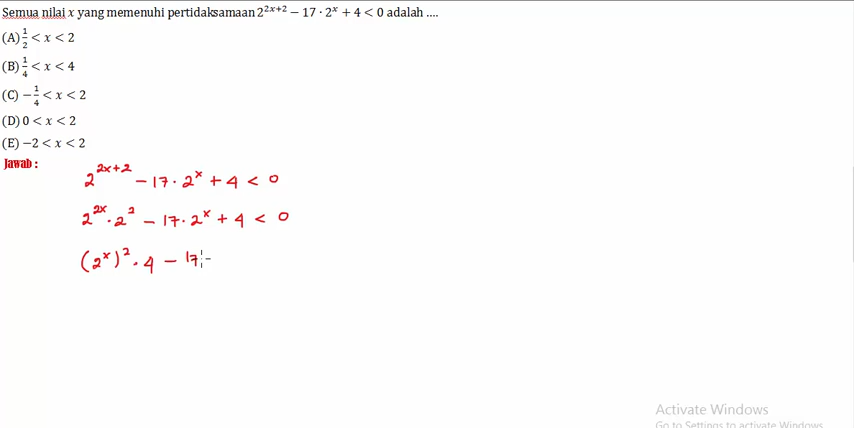 Semua nilai x yang memenuhi pertidaksamaan 2^{2x+2} − 17 · 2^x + 4 < 0 adalah ....
(A) 1/2 < x < 2
(B) 1/4 < x < 4
(C) −1/4 < x < 2
(D) 0 < x < 2
(E) −2 < x < 2
Jawab :
2^{2x+2} − 17 · 2^x + 4 < 0
2^{2x} · 2^2 − 17 · 2^x + 4 < 0
(2^x)^2 · 4 − 17
Activate Windows
Go to Settings to activate Windows.